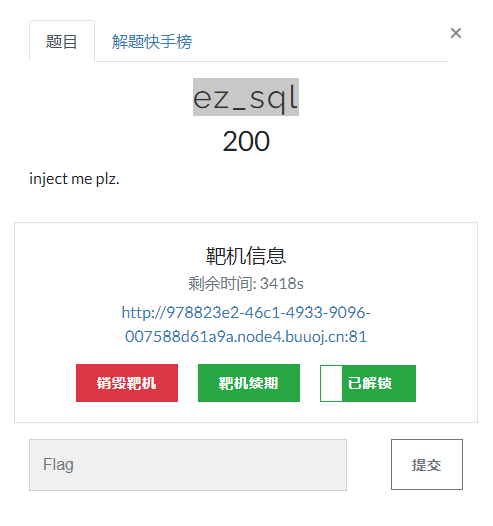 题目 解题快手榜 ×
ez_sql
200
inject me plz.
靶机信息
剩余时间: 3418s
http://978823e2-46c1-4933-9096-
007588d61a9a.node4.buuoj.cn:81
销毁靶机 靶机续期 已解锁
Flag 提交